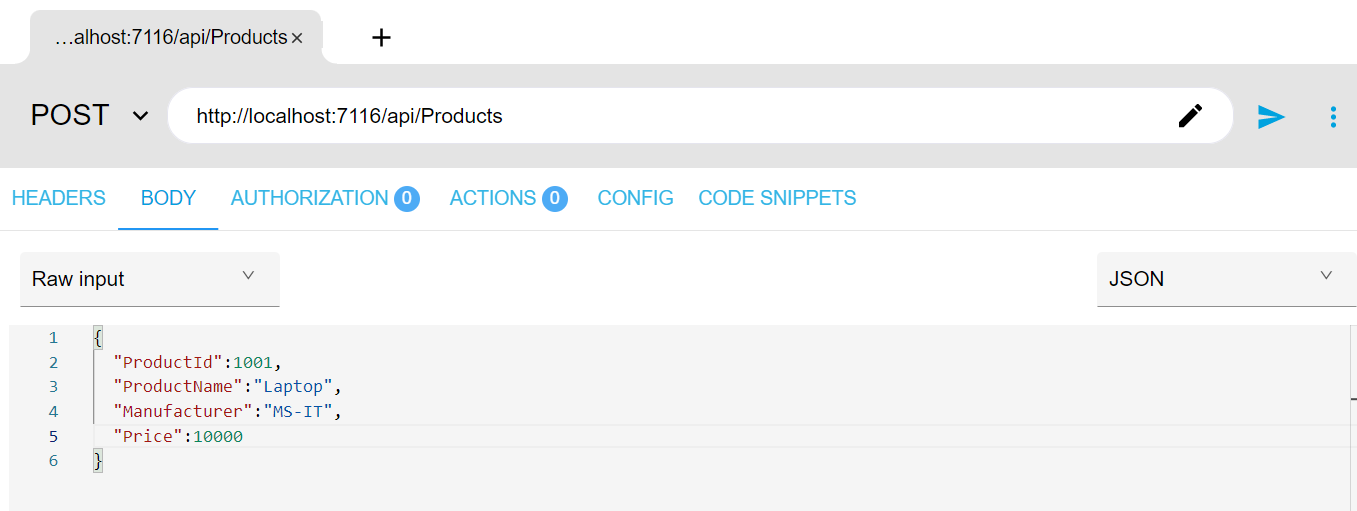 ...alhost:7116/api/Products ×
+
POST
http://localhost:7116/api/Products
HEADERS BODY AUTHORIZATION 0 ACTIONS 0 CONFIG CODE SNIPPETS
Raw input JSON
1 {
2 "ProductId":1001,
3 "ProductName":"Laptop",
4 "Manufacturer":"MS-IT",
5 "Price":10000
6 }